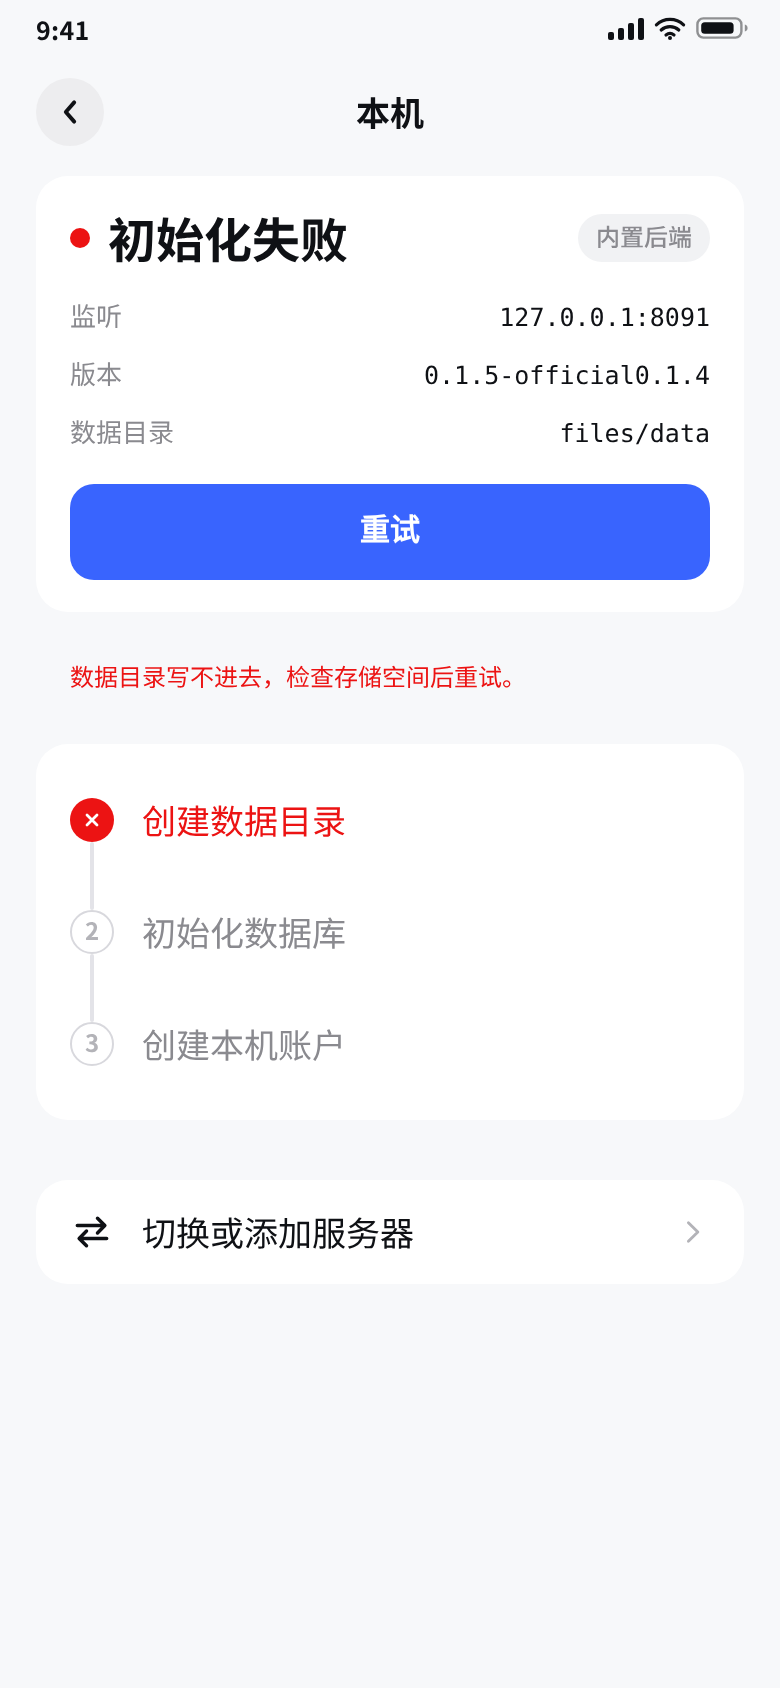 9:41
本机
初始化失败
内置后端
监听 127.0.0.1:8091
版本 0.1.5-official0.1.4
数据目录 files/data
重试
数据目录写不进去，检查存储空间后重试。
创建数据目录
2 初始化数据库
3 创建本机账户
切换或添加服务器